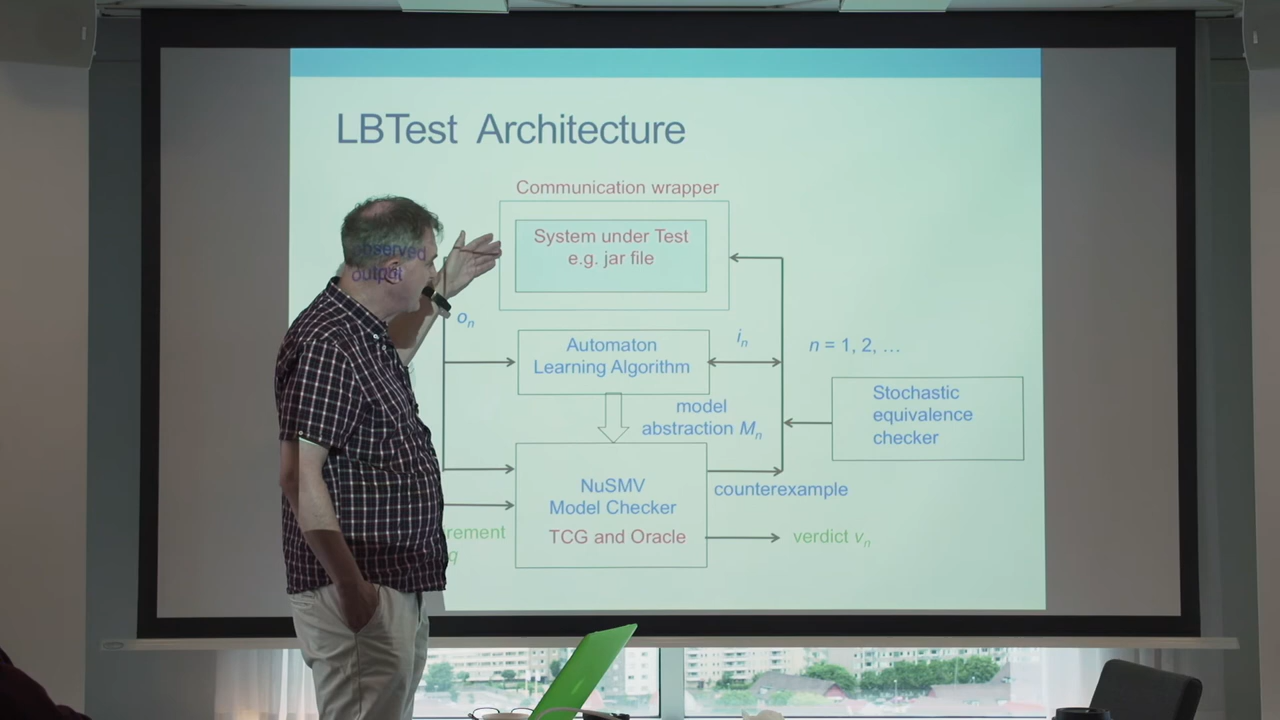 LBTest Architecture
Communication wrapper
System under Test
e.g. jar file
observed
output
on
Automaton
Learning Algorithm
in
n = 1, 2, …
Stochastic
equivalence
checker
model
abstraction Mn
NuSMV
Model Checker
TCG and Oracle
counterexample
rement
q
verdict vn